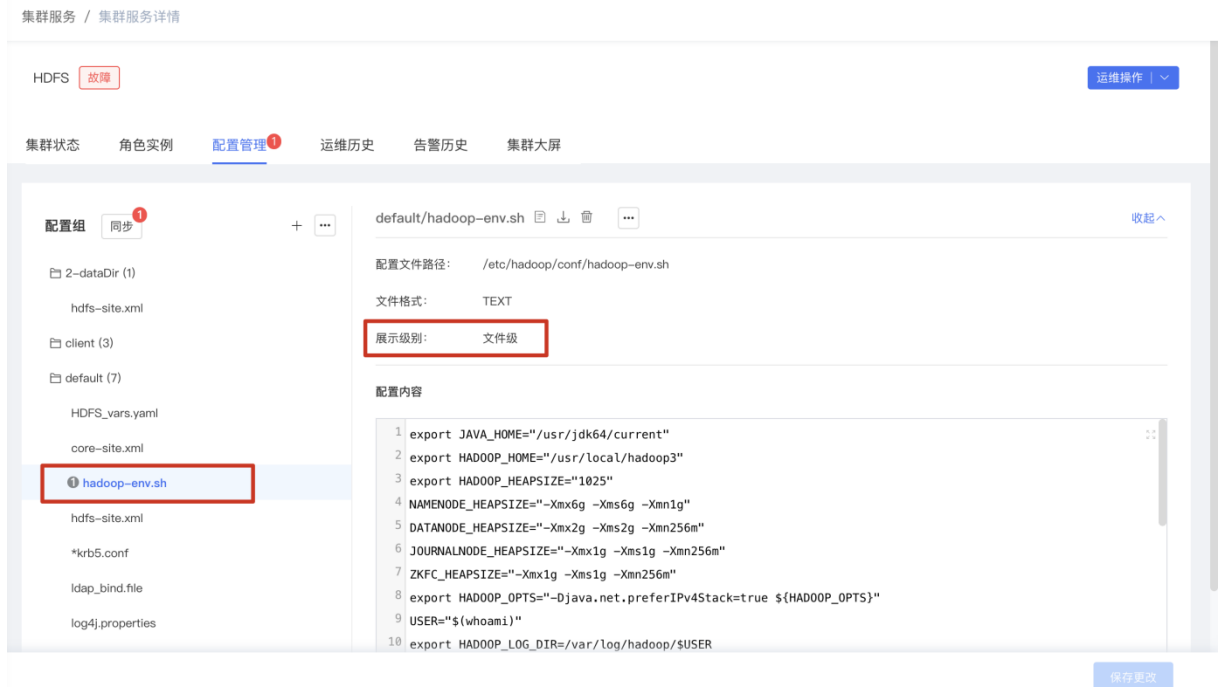 集群服务 / 集群服务详情
HDFS 故障 运维操作
集群状态 角色实例 配置管理 1 运维历史 告警历史 集群大屏
配置组 同步 1 + ...
2-dataDir (1)
hdfs-site.xml
client (3)
default (7)
HDFS_vars.yaml
core-site.xml
1 hadoop-env.sh
hdfs-site.xml
*krb5.conf
ldap_bind.file
log4j.properties
default/hadoop-env.sh ... 收起
配置文件路径: /etc/hadoop/conf/hadoop-env.sh
文件格式: TEXT
展示级别: 文件级
配置内容
1 export JAVA_HOME="/usr/jdk64/current"
2 export HADOOP_HOME="/usr/local/hadoop3"
3 export HADOOP_HEAPSIZE="1025"
4 NAMENODE_HEAPSIZE="-Xmx6g -Xms6g -Xmn1g"
5 DATANODE_HEAPSIZE="-Xmx2g -Xms2g -Xmn256m"
6 JOURNALNODE_HEAPSIZE="-Xmx1g -Xms1g -Xmn256m"
7 ZKFC_HEAPSIZE="-Xmx1g -Xms1g -Xmn256m"
8 export HADOOP_OPTS="-Djava.net.preferIPv4Stack=true ${HADOOP_OPTS}"
9 USER="$(whoami)"
10 export HADOOP_LOG_DIR=/var/log/hadoop/$USER
保存更改